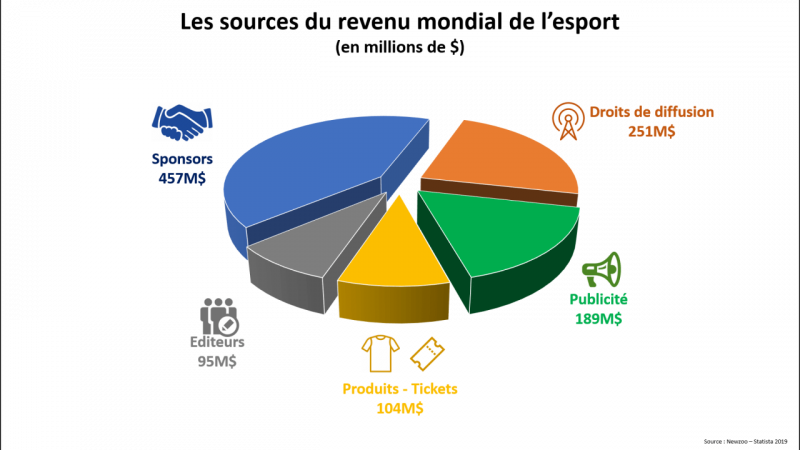 Les sources du revenu mondial de l’esport
(en millions de $)
Sponsors
457M$
Droits de diffusion
251M$
Publicité
189M$
Editeurs
95M$
Produits - Tickets
104M$
Source : Newzoo – Statista 2019